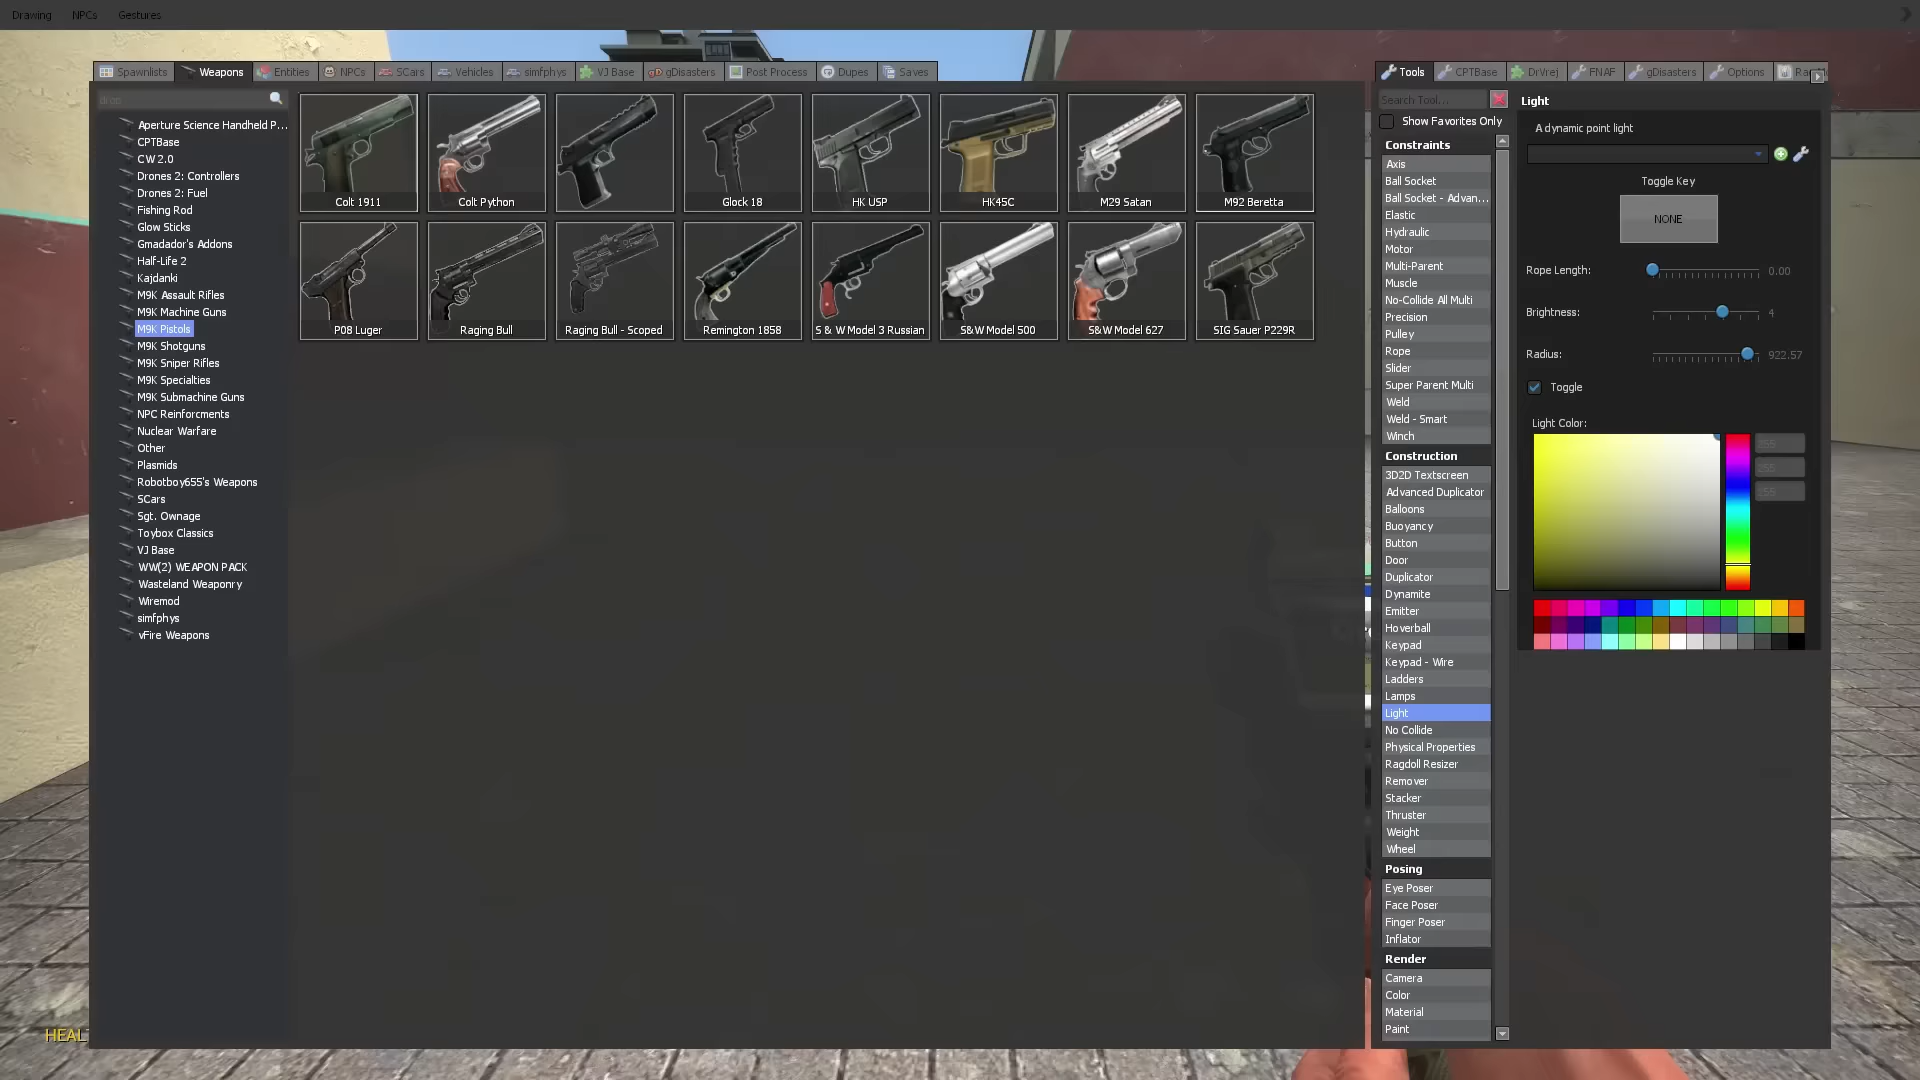 Drawing NPCs Gestures
Spawnlists Weapons Entities NPCs SCars Vehicles simfphys VJ Base gDisasters Post Process Dupes Saves
drop
Aperture Science Handheld P...
CPTBase
CW 2.0
Drones 2: Controllers
Drones 2: Fuel
Fishing Rod
Glow Sticks
Gmadador's Addons
Half-Life 2
Kajdanki
M9K Assault Rifles
M9K Machine Guns
M9K Pistols
M9K Shotguns
M9K Sniper Rifles
M9K Specialties
M9K Submachine Guns
NPC Reinforcments
Nuclear Warfare
Other
Plasmids
Robotboy655's Weapons
SCars
Sgt. Ownage
Toybox Classics
VJ Base
WW(2) WEAPON PACK
Wasteland Weaponry
Wiremod
simfphys
vFire Weapons
Colt 1911 Colt Python Glock 18 HK USP HK45C M29 Satan M92 Beretta
P08 Luger Raging Bull Raging Bull - Scoped Remington 1858 S & W Model 3 Russian S&W Model 500 S&W Model 627 SIG Sauer P229R
Tools CPTBase DrVrej FNAF gDisasters Options
Search Tool...
Show Favorites Only
Constraints
Axis
Ball Socket
Ball Socket - Advan...
Elastic
Hydraulic
Motor
Multi-Parent
Muscle
No-Collide All Multi
Precision
Pulley
Rope
Slider
Super Parent Multi
Weld
Weld - Smart
Winch
Construction
3D2D Textscreen
Advanced Duplicator
Balloons
Buoyancy
Button
Door
Duplicator
Dynamite
Emitter
Hoverball
Keypad
Keypad - Wire
Ladders
Lamps
Light
No Collide
Physical Properties
Ragdoll Resizer
Remover
Stacker
Thruster
Weight
Wheel
Posing
Eye Poser
Face Poser
Finger Poser
Inflator
Render
Camera
Color
Material
Paint
Light
A dynamic point light
Toggle Key
NONE
Rope Length: 0.00
Brightness: 4
Radius: 922.57
Toggle
Light Color:
255
255
255
HEAL